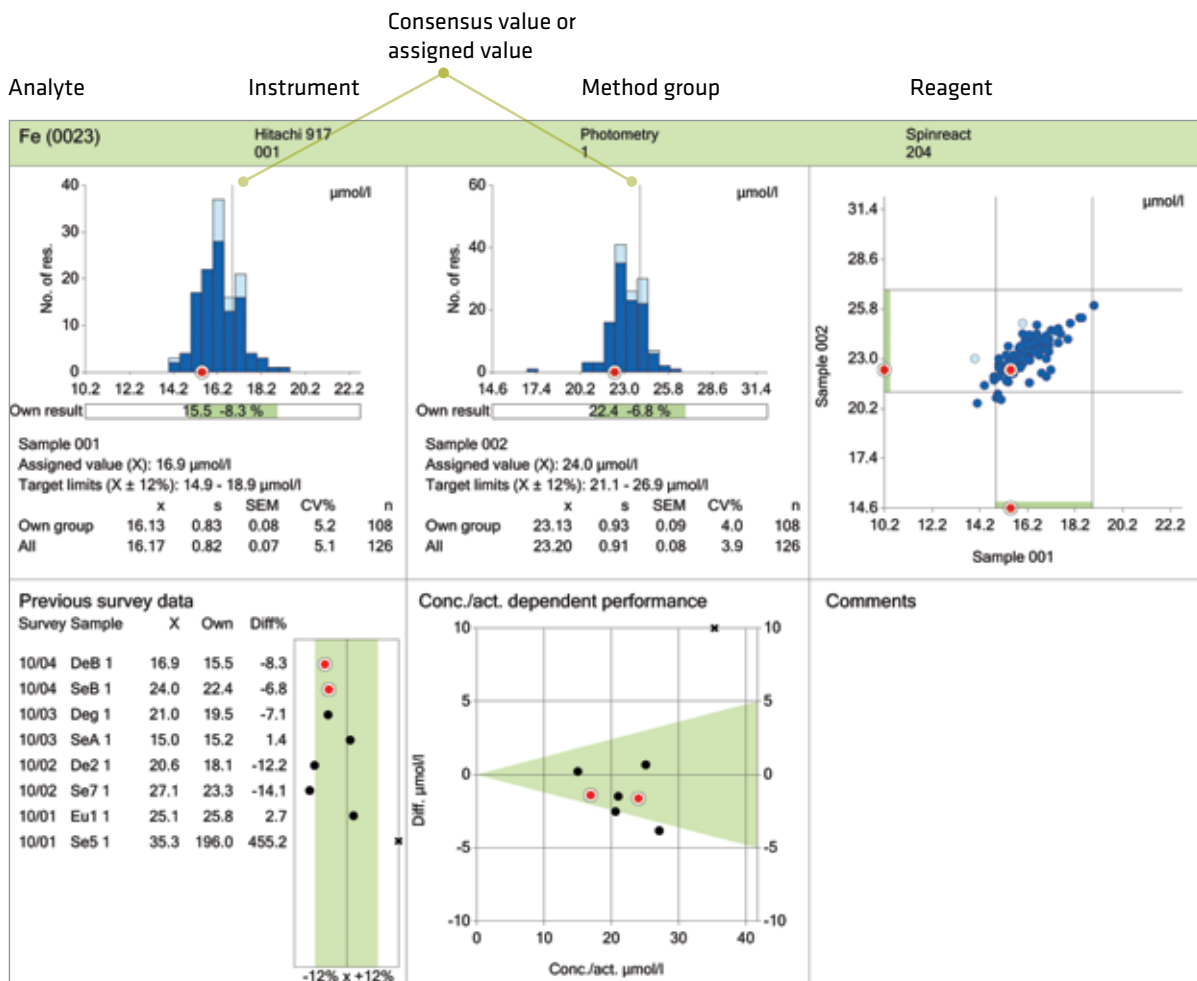 Consensus value or
assigned value
Analyte Instrument Method group Reagent
Fe (0023) Hitachi 917 Photometry Spinreact
001 1 204
40
30
20
10
0
No. of res.
µmol/l
10.2 12.2 14.2 16.2 18.2 20.2 22.2
Own result 15.5 -8.3 %
Sample 001
Assigned value (X): 16.9 µmol/l
Target limits (X ± 12%): 14.9 - 18.9 µmol/l
x s SEM CV% n
Own group 16.13 0.83 0.08 5.2 108
All 16.17 0.82 0.07 5.1 126
60
40
20
0
No. of res.
µmol/l
14.6 17.4 20.2 23.0 25.8 28.6 31.4
Own result 22.4 -6.8 %
Sample 002
Assigned value (X): 24.0 µmol/l
Target limits (X ± 12%): 21.1 - 26.9 µmol/l
x s SEM CV% n
Own group 23.13 0.93 0.09 4.0 108
All 23.20 0.91 0.08 3.9 126
µmol/l
31.4
28.6
25.8
23.0
20.2
17.4
14.6
Sample 002
10.2 12.2 14.2 16.2 18.2 20.2 22.2
Sample 001
Previous survey data
Survey Sample X Own Diff%
10/04 DeB 1 16.9 15.5 -8.3
10/04 SeB 1 24.0 22.4 -6.8
10/03 Deg 1 21.0 19.5 -7.1
10/03 SeA 1 15.0 15.2 1.4
10/02 De2 1 20.6 18.1 -12.2
10/02 Se7 1 27.1 23.3 -14.1
10/01 Eu1 1 25.1 25.8 2.7
10/01 Se5 1 35.3 196.0 455.2
-12% x +12%
Conc./act. dependent performance
10 10
5 5
0 0
-5 -5
-10 -10
Diff. µmol/l
0 10 20 30 40
Conc./act. µmol/l
Comments